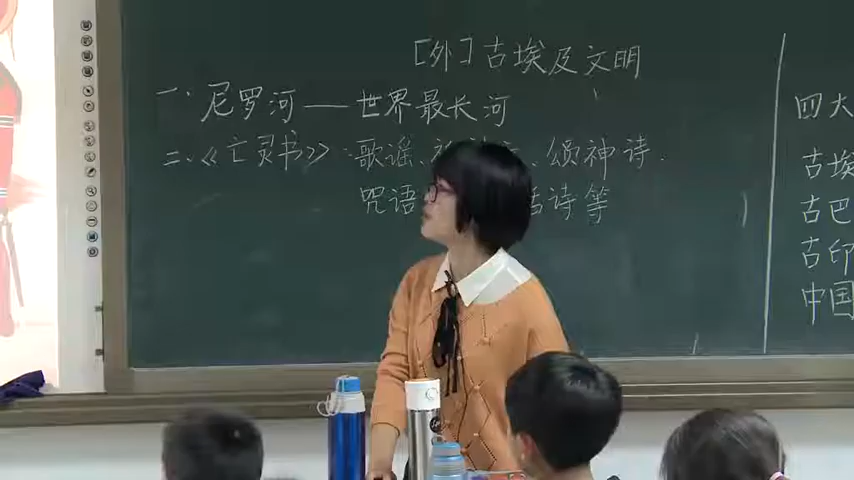 [外] 古埃及文明
一、尼罗河——世界最长河
二、《亡灵书》：歌谣、 、颂神诗、
咒语、 诗等
四大
古埃
古巴
古印
中国